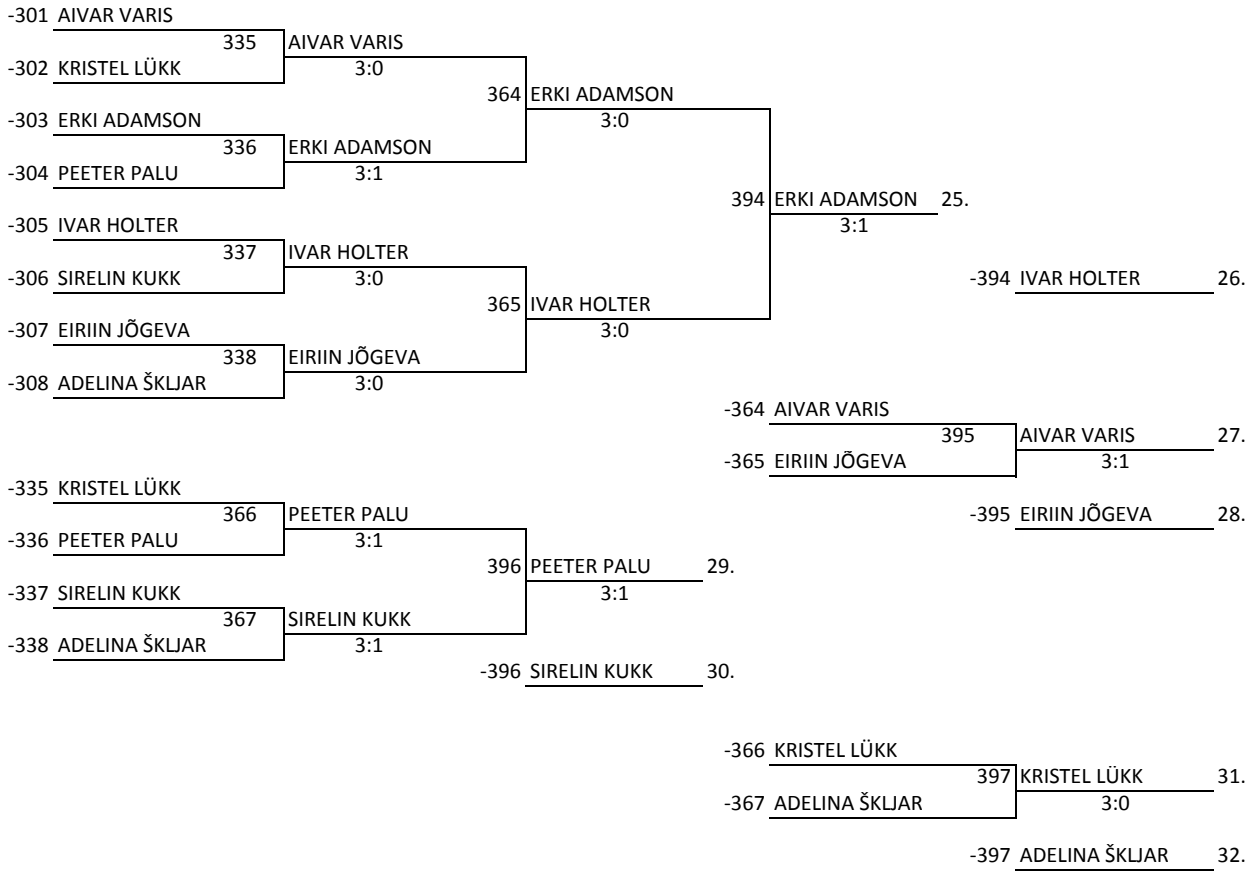 -301 AIVAR VARIS
335 AIVAR VARIS
-302 KRISTEL LÜKK 3:0
364 ERKI ADAMSON
-303 ERKI ADAMSON 3:0
336 ERKI ADAMSON
-304 PEETER PALU 3:1
394 ERKI ADAMSON 25.
-305 IVAR HOLTER 3:1
337 IVAR HOLTER
-306 SIRELIN KUKK 3:0 -394 IVAR HOLTER 26.
365 IVAR HOLTER
-307 EIRIIN JÕGEVA 3:0
338 EIRIIN JÕGEVA
-308 ADELINA ŠKLJAR 3:0
-364 AIVAR VARIS
395 AIVAR VARIS 27.
-365 EIRIIN JÕGEVA 3:1
-335 KRISTEL LÜKK
366 PEETER PALU -395 EIRIIN JÕGEVA 28.
-336 PEETER PALU 3:1
396 PEETER PALU 29.
-337 SIRELIN KUKK 3:1
367 SIRELIN KUKK
-338 ADELINA ŠKLJAR 3:1
-396 SIRELIN KUKK 30.
-366 KRISTEL LÜKK
397 KRISTEL LÜKK 31.
-367 ADELINA ŠKLJAR 3:0
-397 ADELINA ŠKLJAR 32.